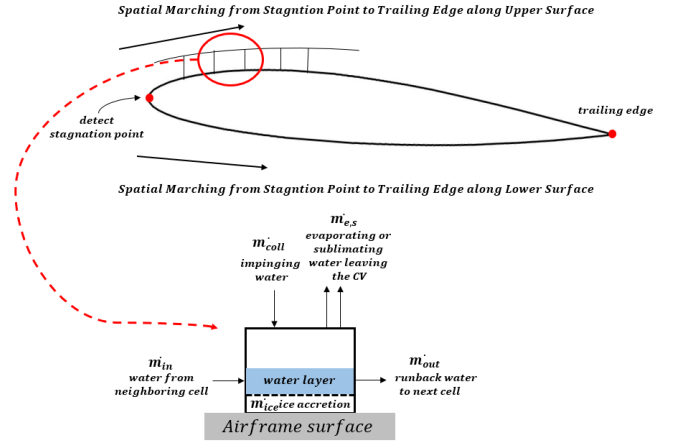 Spatial Marching from Stagntion Point to Trailing Edge along Upper Surface
trailing edge
detect
stagnation point
Spatial Marching from Stagntion Point to Trailing Edge along Lower Surface
ṁe,s
evaporating or
sublimating
water leaving
the CV
ṁcoll
impinging
water
ṁin
water from
neighboring cell
water layer
ṁout
runback water
to next cell
ṁice ice accretion
Airframe surface